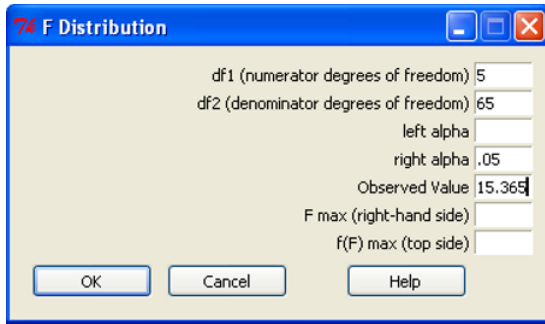 7k F Distribution
df1 (numerator degrees of freedom) 5
df2 (denominator degrees of freedom) 65
left alpha
right alpha .05
Observed Value 15.365
F max (right-hand side)
f(F) max (top side)
OK Cancel Help